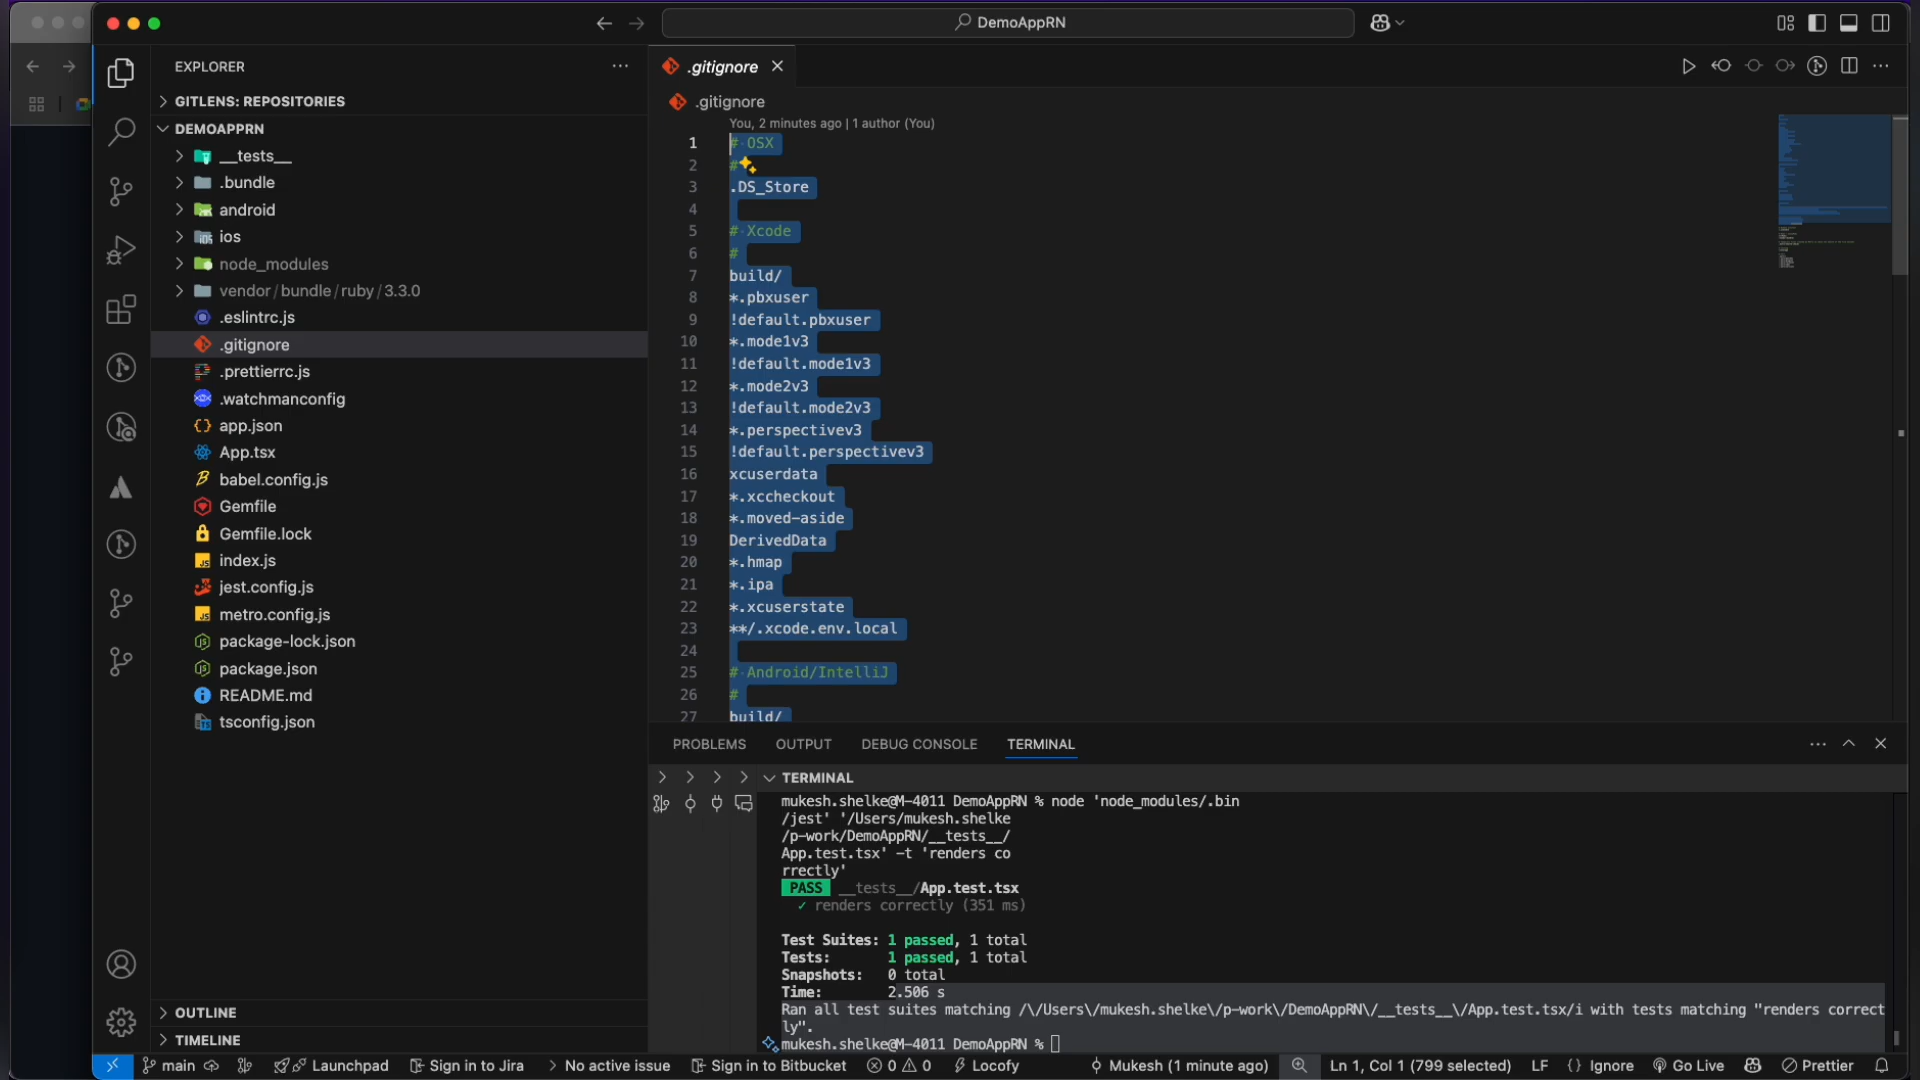 DemoAppRN
EXPLORER
GITLENS: REPOSITORIES
DEMOAPPRN
__tests__
.bundle
android
ios
node_modules
vendor/bundle/ruby/3.3.0
.eslintrc.js
.gitignore
.prettierrc.js
.watchmanconfig
app.json
App.tsx
babel.config.js
Gemfile
Gemfile.lock
index.js
jest.config.js
metro.config.js
package-lock.json
package.json
README.md
tsconfig.json
OUTLINE
TIMELINE
.gitignore
.gitignore
You, 2 minutes ago | 1 author (You)
1 # OSX
2 #
3 .DS_Store
4
5 # Xcode
6 #
7 build/
8 *.pbxuser
9 !default.pbxuser
10 *.mode1v3
11 !default.mode1v3
12 *.mode2v3
13 !default.mode2v3
14 *.perspectivev3
15 !default.perspectivev3
16 xcuserdata
17 *.xccheckout
18 *.moved-aside
19 DerivedData
20 *.hmap
21 *.ipa
22 *.xcuserstate
23 **/.xcode.env.local
24
25 # Android/IntelliJ
26 #
27 build/
PROBLEMS OUTPUT DEBUG CONSOLE TERMINAL
TERMINAL
mukesh.shelke@M-4011 DemoAppRN % node 'node_modules/.bin
/jest' '/Users/mukesh.shelke
/p-work/DemoAppRN/__tests__/
App.test.tsx' -t 'renders co
rrectly'
PASS __tests__/App.test.tsx
✓ renders correctly (351 ms)
Test Suites: 1 passed, 1 total
Tests: 1 passed, 1 total
Snapshots: 0 total
Time: 2.506 s
Ran all test suites matching /\/Users\/mukesh.shelke\/p-work\/DemoAppRN\/__tests__\/App.test.tsx/i with tests matching "renders correct
ly".
mukesh.shelke@M-4011 DemoAppRN %
main Launchpad Sign in to Jira No active issue Sign in to Bitbucket 0 0 Locofy Mukesh (1 minute ago) Ln 1, Col 1 (799 selected) LF {} Ignore Go Live Prettier